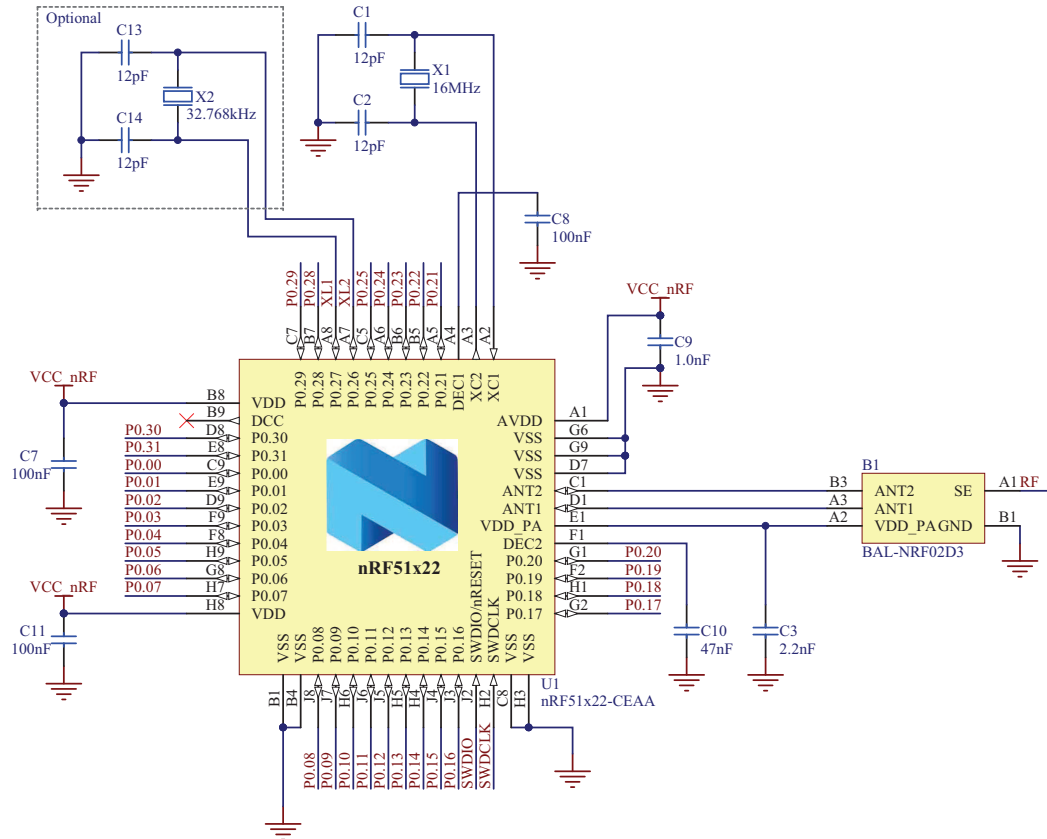 Optional
C13
12pF
X2
32.768kHz
C14
12pF
C1
12pF
X1
16MHz
C2
12pF
C8
100nF
P0.29
P0.28
XL1
XL2
P0.25
P0.24
P0.23
P0.22
P0.21
C7
B7
A8
A7
C5
A6
B6
B5
A5
A4
A3
A2
P0.29
P0.28
P0.27
P0.26
P0.25
P0.24
P0.23
P0.22
P0.21
DEC1
XC2
XC1
VCC_nRF
C9
1.0nF
VCC_nRF
C7
100nF
B8 VDD
B9 DCC
P0.30 D8 P0.30
P0.31 E8 P0.31
P0.00 C9 P0.00
P0.01 E9 P0.01
P0.02 D9 P0.02
P0.03 F9 P0.03
P0.04 F8 P0.04
P0.05 H9 P0.05
P0.06 G8 P0.06
P0.07 H7 P0.07
H8 VDD
VCC_nRF
C11
100nF
nRF51x22
AVDD A1
VSS G6
VSS G9
VSS D7
ANT2 C1
ANT1 D1
VDD_PA E1
DEC2 F1
P0.20 G1 P0.20
P0.19 F2 P0.19
P0.18 H1 P0.18
P0.17 G2 P0.17
B1
B3 ANT2 SE A1 RF
A3 ANT1
A2 VDD_PA GND B1
BAL-NRF02D3
C10
47nF
C3
2.2nF
VSS
VSS
P0.08
P0.09
P0.10
P0.11
P0.12
P0.13
P0.14
P0.15
P0.16
SWDIO/nRESET
SWDCLK
VSS
VSS
B1
B4
J8
J7
H6
J6
J5
H5
H4
J4
J3
J2
H2
C8
H3
U1
nRF51x22-CEAA
P0.08
P0.09
P0.10
P0.11
P0.12
P0.13
P0.14
P0.15
P0.16
SWDIO
SWDCLK